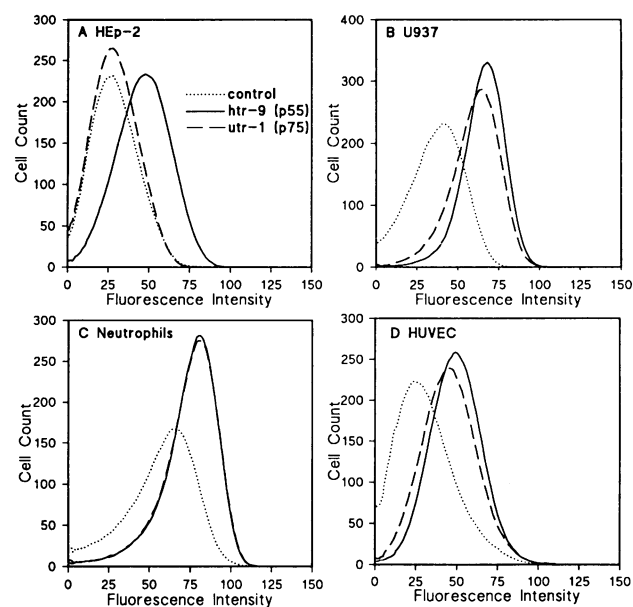 A HEp-2
control
htr-9 (p55)
utr-1 (p75)
Cell Count
300
250
200
150
100
50
0
0 25 50 75 100 125 150
Fluorescence Intensity
B U937
Cell Count
400
300
200
100
0
0 25 50 75 100 125 150
Fluorescence Intensity
C Neutrophils
Cell Count
300
250
200
150
100
50
0
0 25 50 75 100 125 150
Fluorescence Intensity
D HUVEC
Cell Count
300
250
200
150
100
50
0
0 25 50 75 100 125 150
Fluorescence Intensity